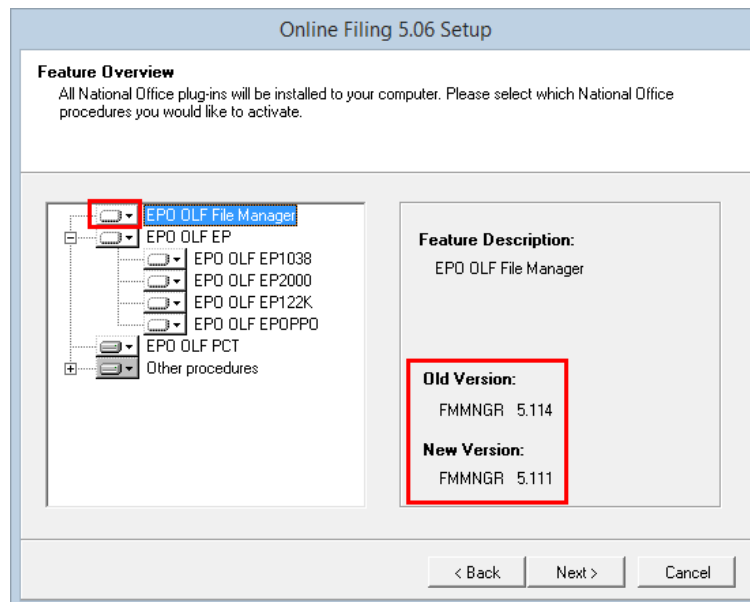 Online Filing 5.06 Setup
Feature Overview
All National Office plug-ins will be installed to your computer. Please select which National Office
procedures you would like to activate.
EPO OLF File Manager
EPO OLF EP
EPO OLF EP1038
EPO OLF EP2000
EPO OLF EP122K
EPO OLF EPOPPO
EPO OLF PCT
Other procedures
Feature Description:
EPO OLF File Manager
Old Version:
FMMNGR 5.114
New Version:
FMMNGR 5.111
< Back
Next >
Cancel